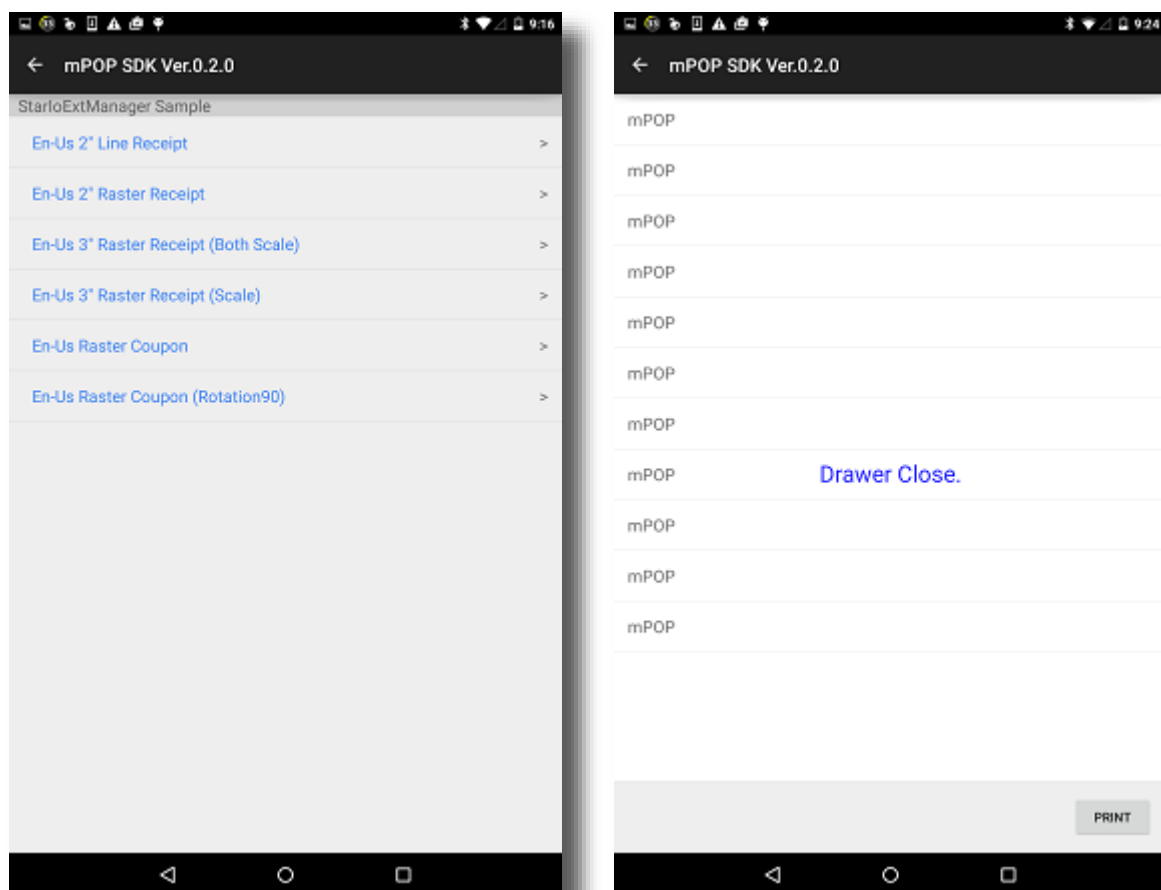 9:16
mPOP SDK Ver.0.2.0
StarIoExtManager Sample
En-Us 2" Line Receipt >
En-Us 2" Raster Receipt >
En-Us 3" Raster Receipt (Both Scale) >
En-Us 3" Raster Receipt (Scale) >
En-Us Raster Coupon >
En-Us Raster Coupon (Rotation90) >
9:24
mPOP SDK Ver.0.2.0
mPOP
mPOP
mPOP
mPOP
mPOP
mPOP
mPOP
mPOP Drawer Close.
mPOP
mPOP
mPOP
PRINT